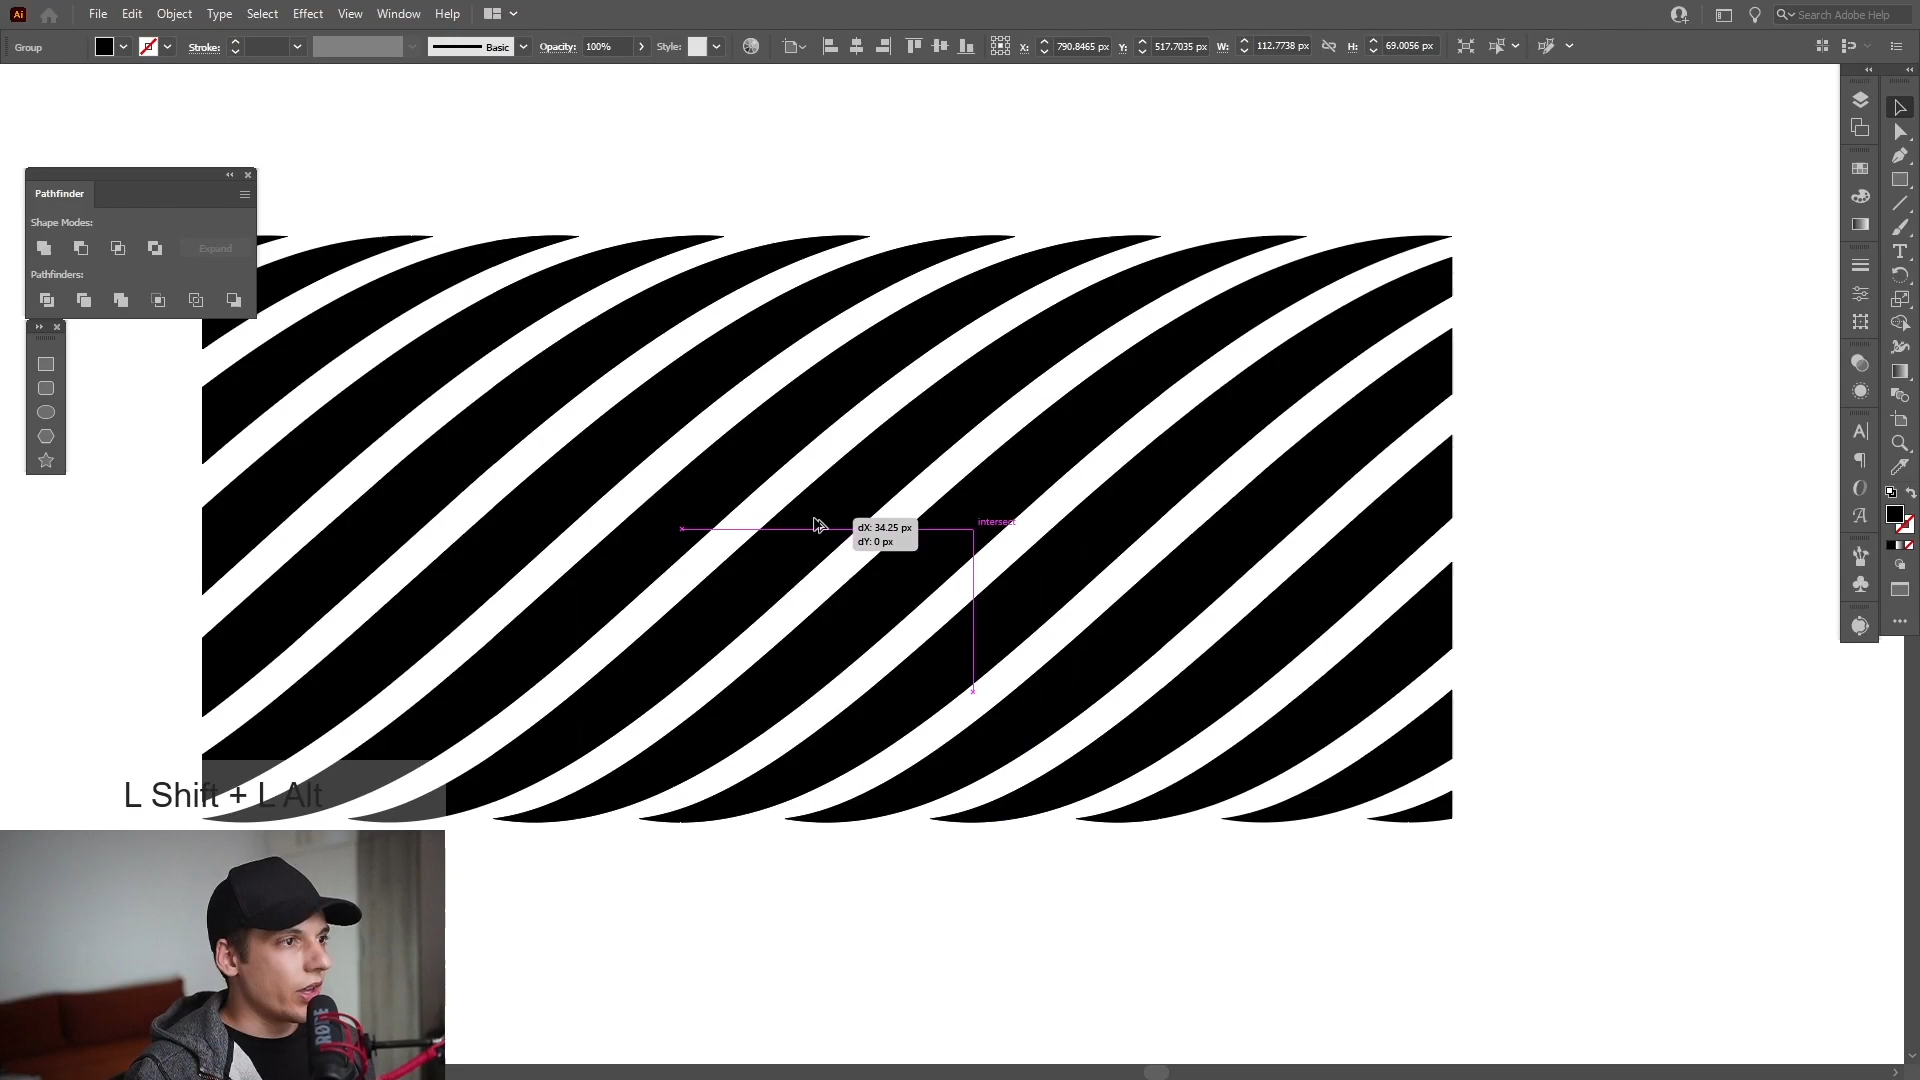 Ai File Edit Object Type Select Effect View Window Help Search Adobe Help
Group Stroke: Basic Opacity: 100% Style: X: 790.8465 px Y: 517.7035 px W: 112.7738 px H: 69.0056 px
Pathfinder
Shape Modes:
Expand
Pathfinders:
intersect
dX: 34.25 px
dY: 0 px
L Shift + L Alt
RØDE